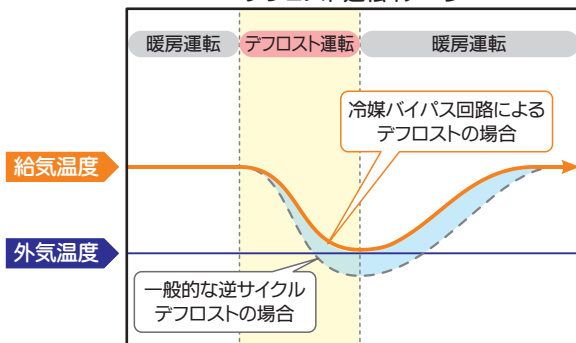 暖房運転
デフロスト運転
暖房運転
冷媒バイパス回路による
デフロストの場合
給気温度
外気温度
一般的な逆サイクル
デフロストの場合